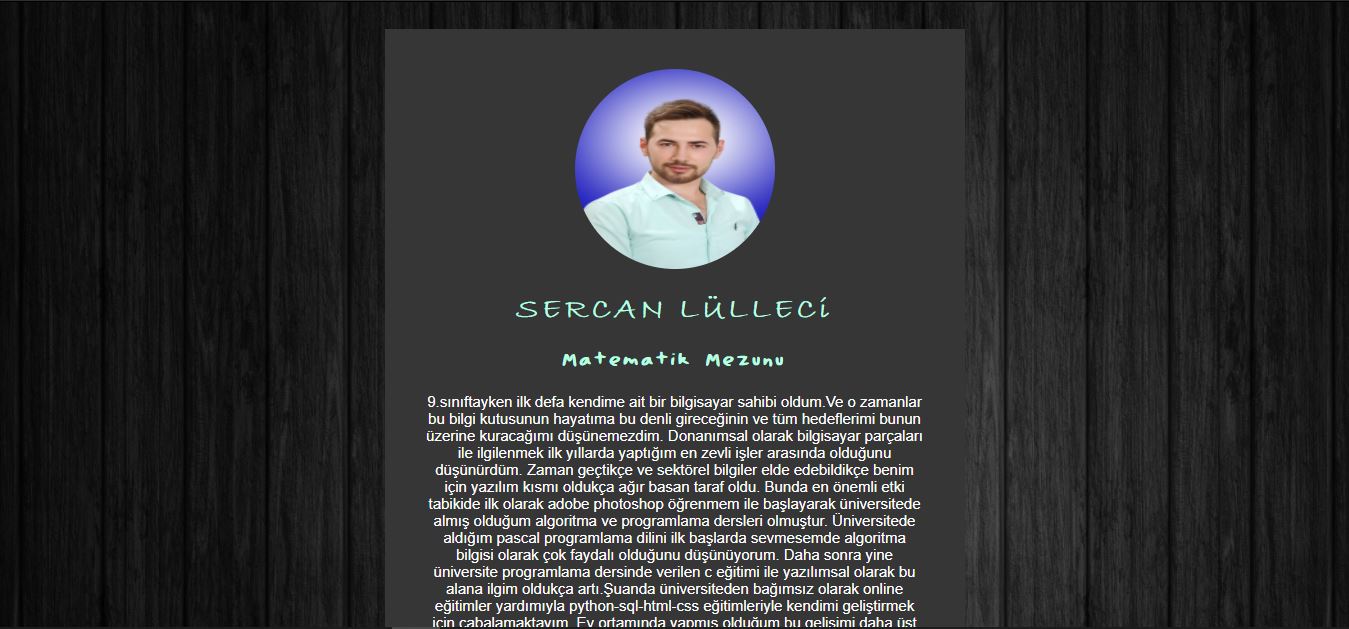 SERCAN LÜLLECİ
Matematik Mezunu
9.sınıftayken ilk defa kendime ait bir bilgisayar sahibi oldum.Ve o zamanlar
bu bilgi kutusunun hayatıma bu denli gireceğinin ve tüm hedeflerimi bunun
üzerine kuracağımı düşünemezdim. Donanımsal olarak bilgisayar parçaları
ile ilgilenmek ilk yıllarda yaptığım en zevli işler arasında olduğunu
düşünürdüm. Zaman geçtikçe ve sektörel bilgiler elde edebildikçe benim
için yazılım kısmı oldukça ağır basan taraf oldu. Bunda en önemli etki
tabikide ilk olarak adobe photoshop öğrenmem ile başlayarak üniversitede
almış olduğum algoritma ve programlama dersleri olmuştur. Üniversitede
aldığım pascal programlama dilini ilk başlarda sevmesemde algoritma
bilgisi olarak çok faydalı olduğunu düşünüyorum. Daha sonra yine
üniversite programlama dersinde verilen c eğitimi ile yazılımsal olarak bu
alana ilgim oldukça artı.Şuanda üniversiteden bağımsız olarak online
eğitimler yardımıyla python-sql-html-css eğitimleriyle kendimi geliştirmek
için çabalamaktayım. Ev ortamında yapmış olduğum bu gelişimi daha üst